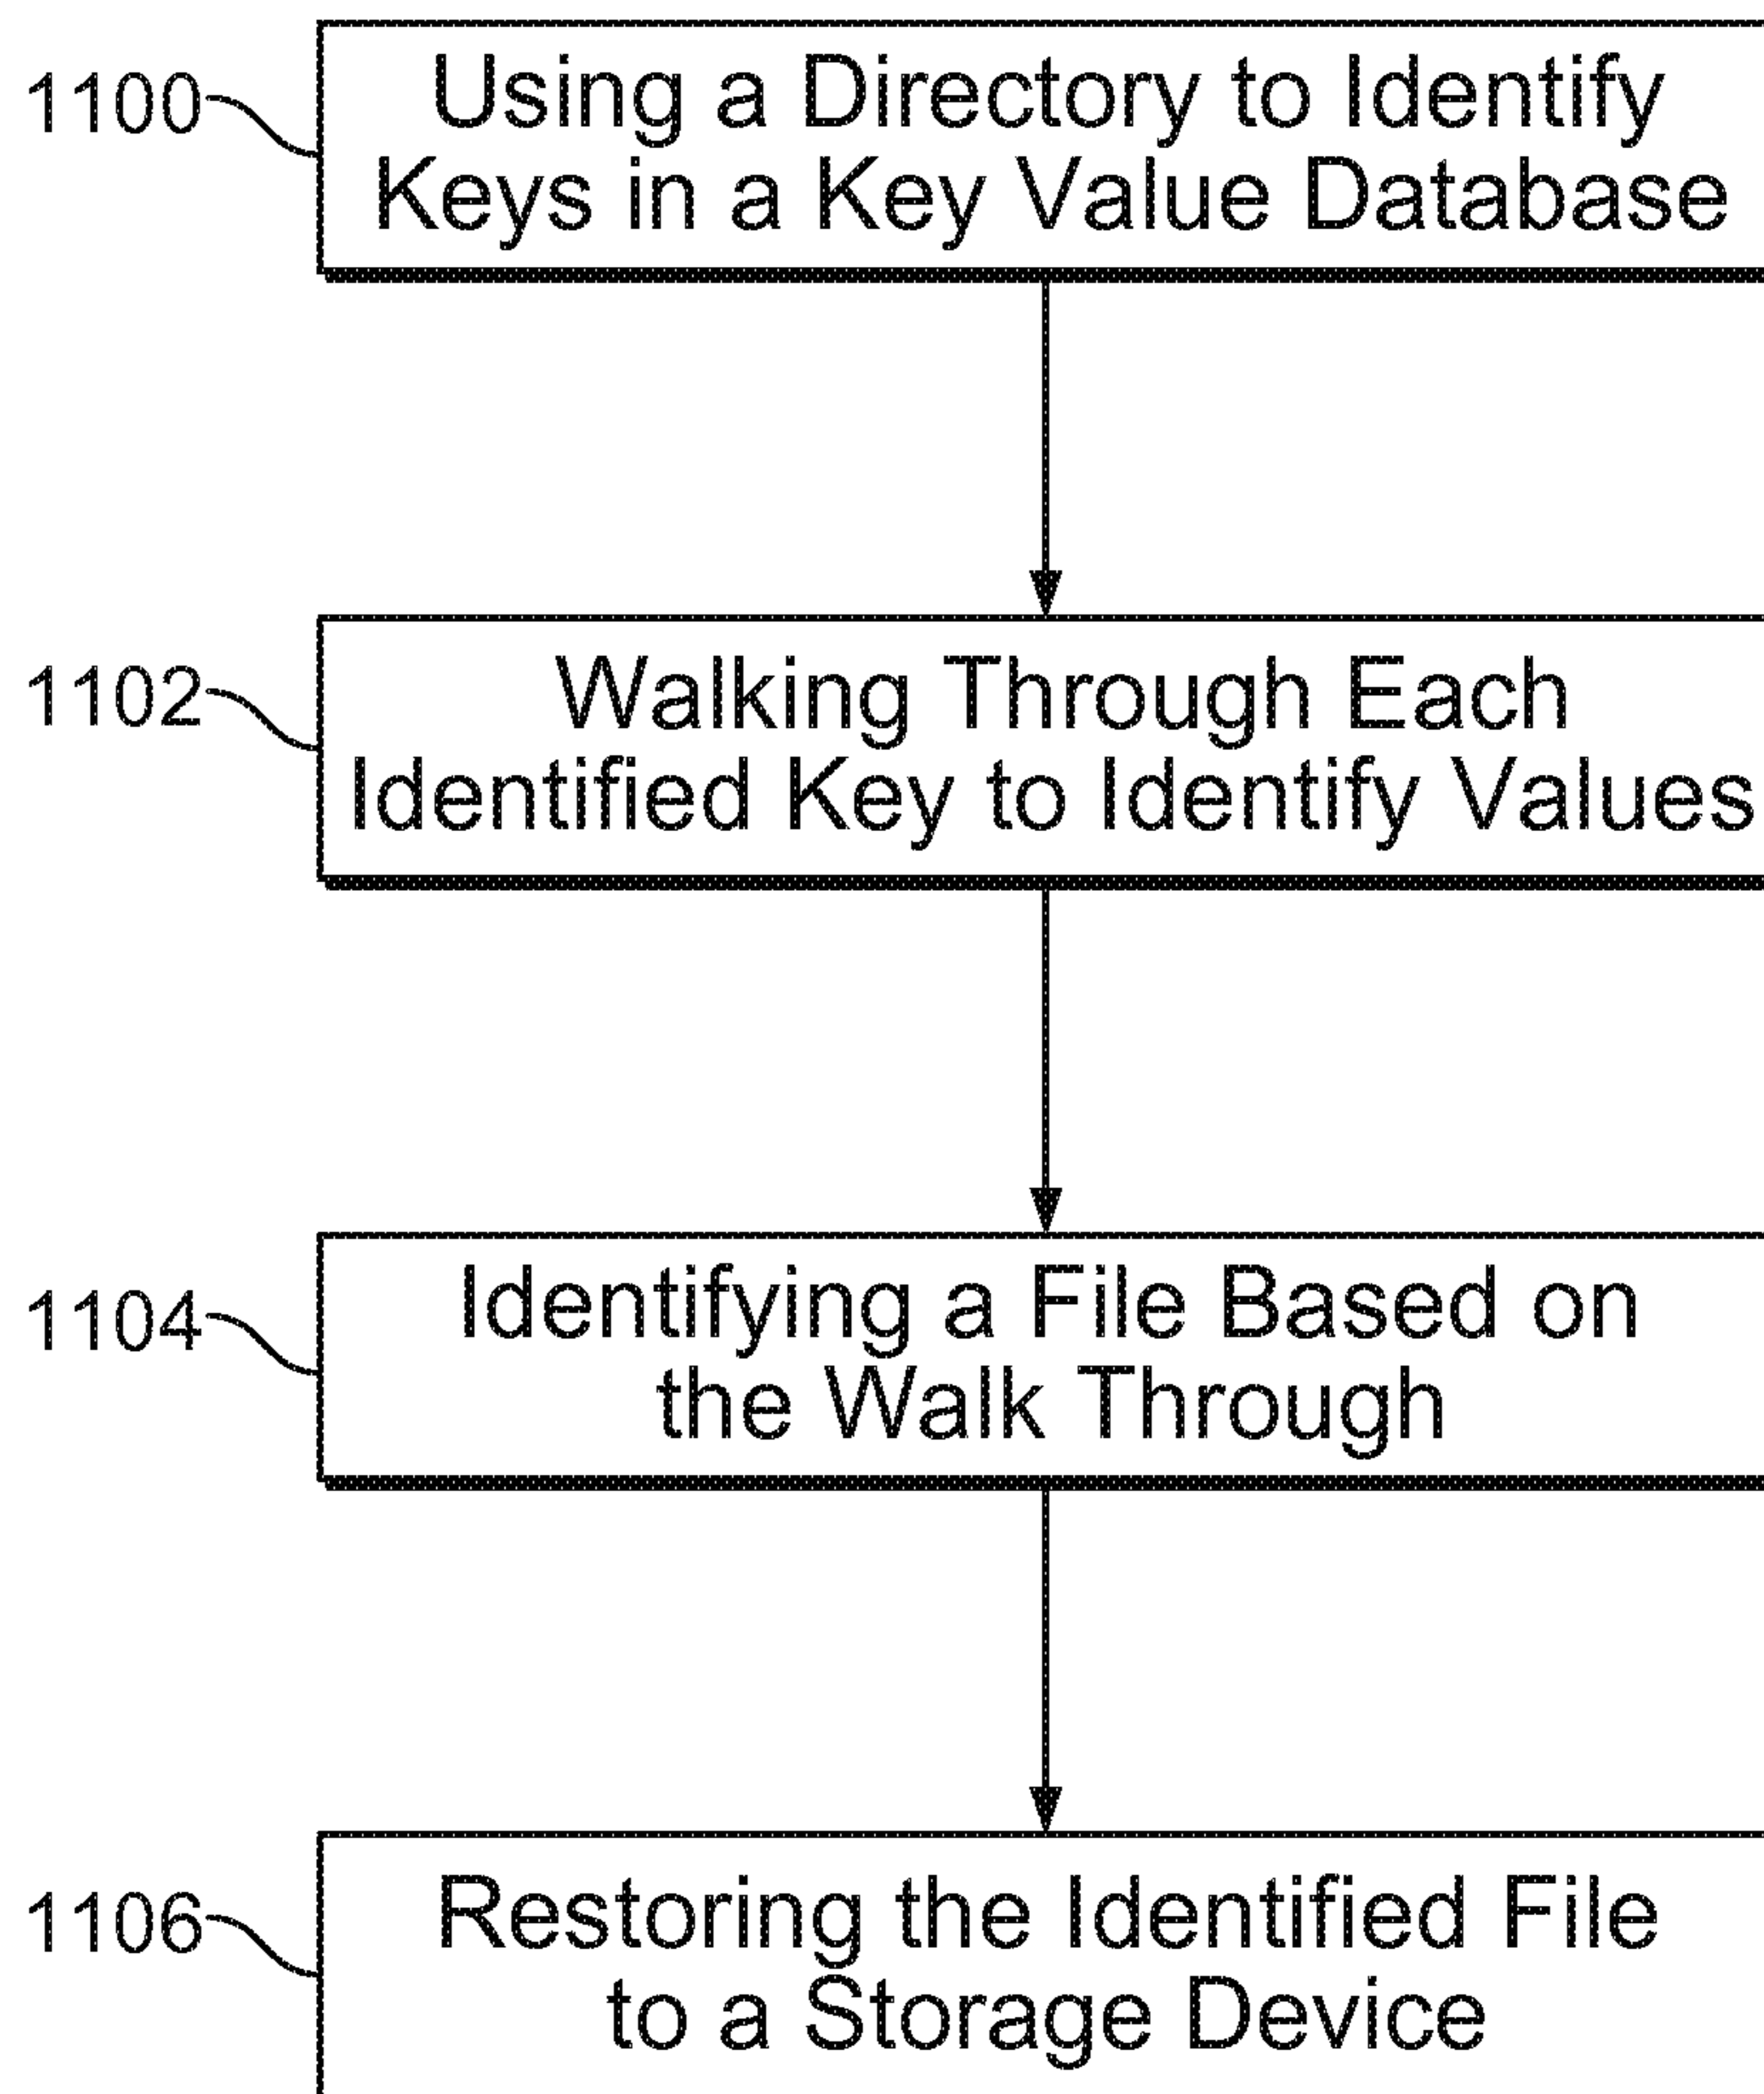 1100
Using a Directory to Identify
Keys in a Key Value Database
1102
Walking Through Each
Identified Key to Identify Values
1104
Identifying a File Based on
the Walk Through
1106
Restoring the Identified File
to a Storage Device